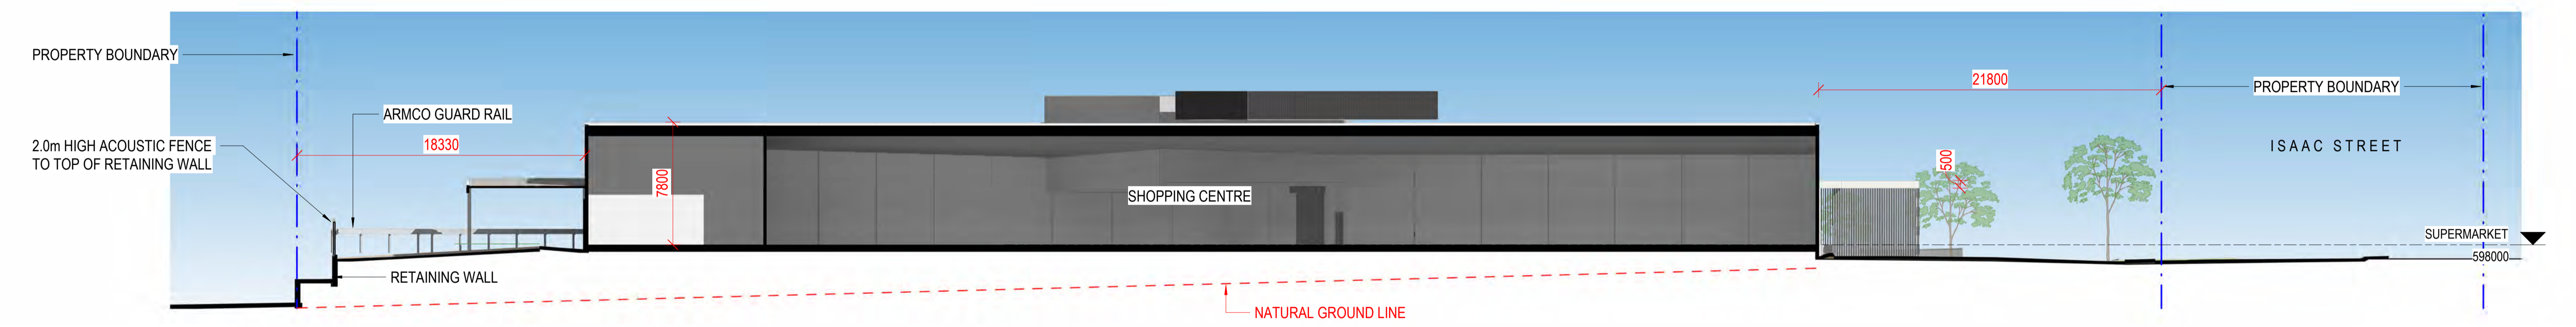 PROPERTY BOUNDARY
ARMCO GUARD RAIL
2.0m HIGH ACOUSTIC FENCE
TO TOP OF RETAINING WALL
18330
RETAINING WALL
7800
SHOPPING CENTRE
NATURAL GROUND LINE
21800
500
PROPERTY BOUNDARY
ISAAC STREET
SUPERMARKET
598000